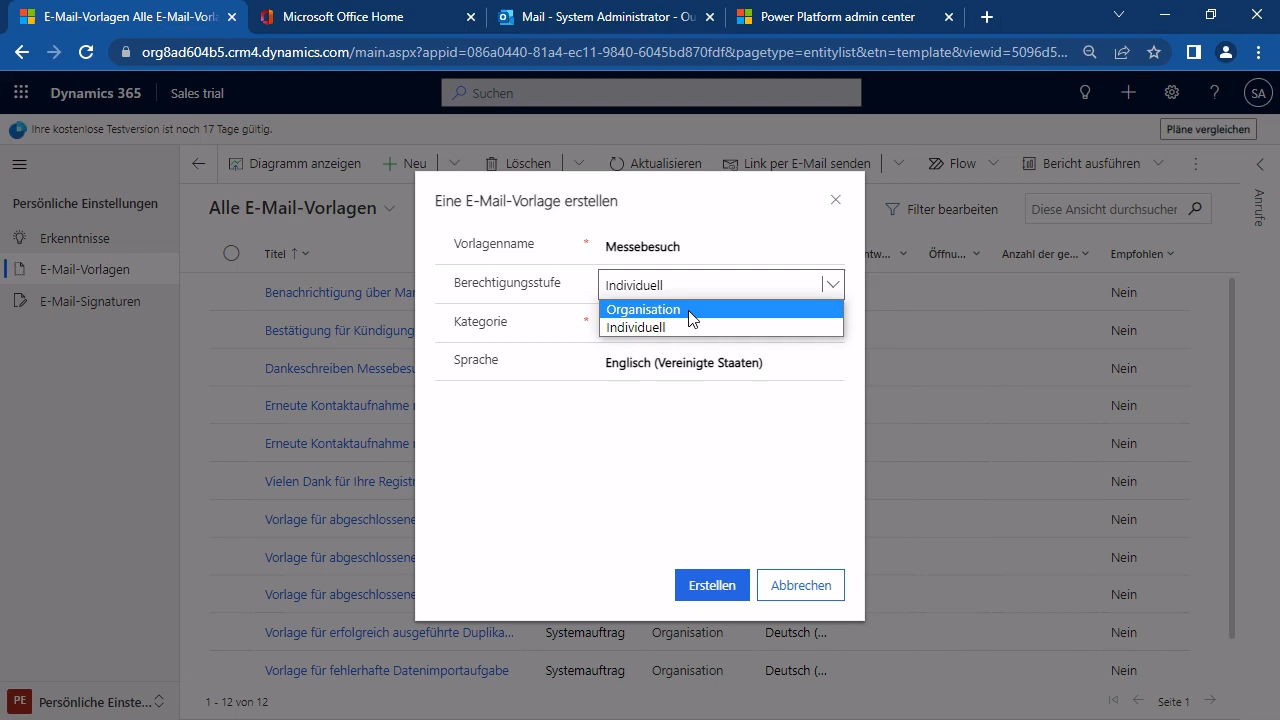 E-Mail-Vorlagen Alle E-Mail-Vorl
Microsoft Office Home
Mail - System Administrator - Ou
Power Platform admin center
org8ad604b5.crm4.dynamics.com/main.aspx?appid=086a0440-81a4-ec11-9840-6045bd870fdf&pagetype=entitylist&etn=template&viewid=5096d5...
Dynamics 365
Sales trial
Suchen
SA
Ihre kostenlose Testversion ist noch 17 Tage gültig.
Pläne vergleichen
Diagramm anzeigen
Neu
Löschen
Aktualisieren
Link per E-Mail senden
Flow
Bericht ausführen
Persönliche Einstellungen
Erkenntnisse
E-Mail-Vorlagen
E-Mail-Signaturen
Alle E-Mail-Vorlagen
Filter bearbeiten
Diese Ansicht durchsuchen
Anrufe
Titel ↑
ntw...
Öffnu...
Anzahl der ge...
Empfohlen
Benachrichtigung über Mar
Nein
Bestätigung für Kündigung
Nein
Dankeschreiben Messebesu
Nein
Erneute Kontaktaufnahme
Nein
Erneute Kontaktaufnahme
Nein
Vielen Dank für Ihre Registr
Nein
Vorlage für abgeschlossene
Nein
Vorlage für abgeschlossene
Nein
Vorlage für abgeschlossene
Nein
Vorlage für erfolgreich ausgeführte Duplika...
Systemauftrag
Organisation
Deutsch (...
Nein
Vorlage für fehlerhafte Datenimportaufgabe
Systemauftrag
Organisation
Deutsch (...
Nein
Eine E-Mail-Vorlage erstellen
Vorlagenname * Messebesuch
Berechtigungsstufe Individuell
Organisation
Individuell
Kategorie *
Sprache Englisch (Vereinigte Staaten)
Erstellen
Abbrechen
PE Persönliche Einste...
1 - 12 von 12
Seite 1